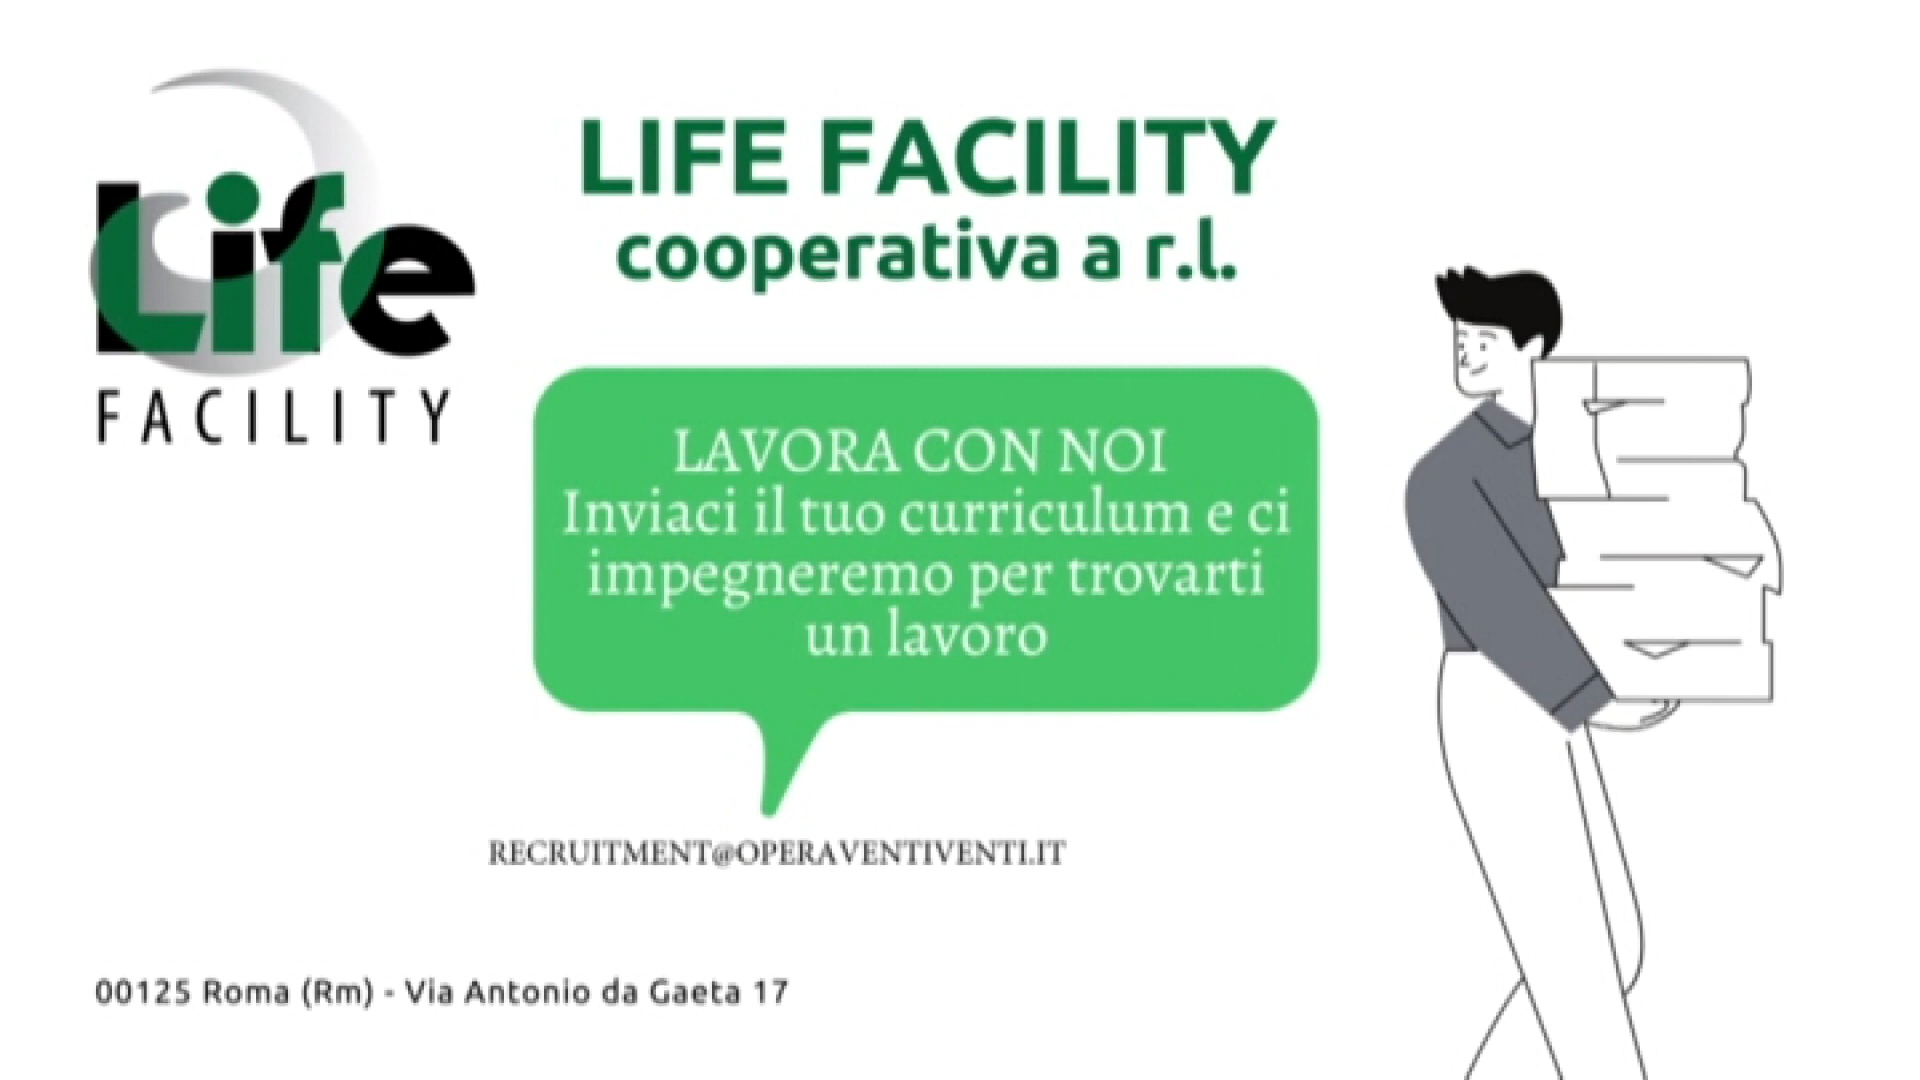 Life
FACILITY
LIFE FACILITY
cooperativa a r.l.
LAVORA CON NOI
Inviaci il tuo curriculum e ci
impegneremo per trovarti
un lavoro
RECRUITMENT@OPERAVENTIVENTI.IT
00125 Roma (Rm) - Via Antonio da Gaeta 17